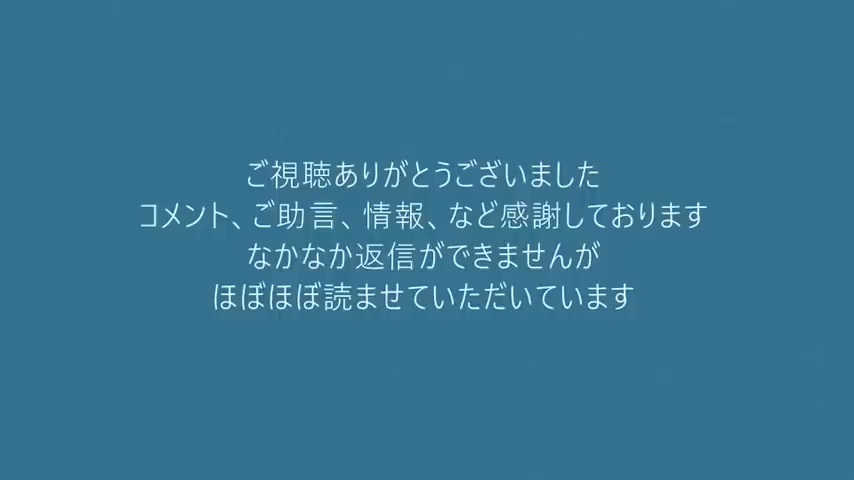 ご視聴ありがとうございました
コメント、ご助言、情報、など感謝しております
なかなか返信ができませんが
ほぼほぼ読ませていただいています